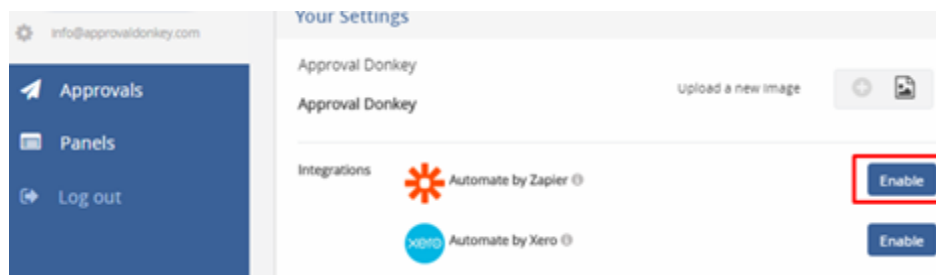 Your Settings
info@approvaldonkey.com
Approval Donkey
Approvals
Upload a new image
Approval Donkey
Panels
Integrations
Automate by Zapier
Enable
Log out
xero
Automate by Xero
Enable